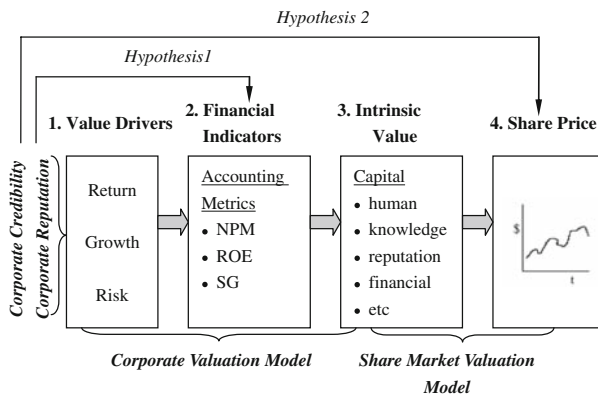 Hypothesis 2
Hypothesis1
1. Value Drivers
2. Financial
Indicators
3. Intrinsic
Value
4. Share Price
Corporate Credibility
Corporate Reputation
Return
Growth
Risk
Accounting
Metrics
• NPM
• ROE
• SG
Capital
• human
• knowledge
• reputation
• financial
• etc
$
t
Corporate Valuation Model
Share Market Valuation
Model